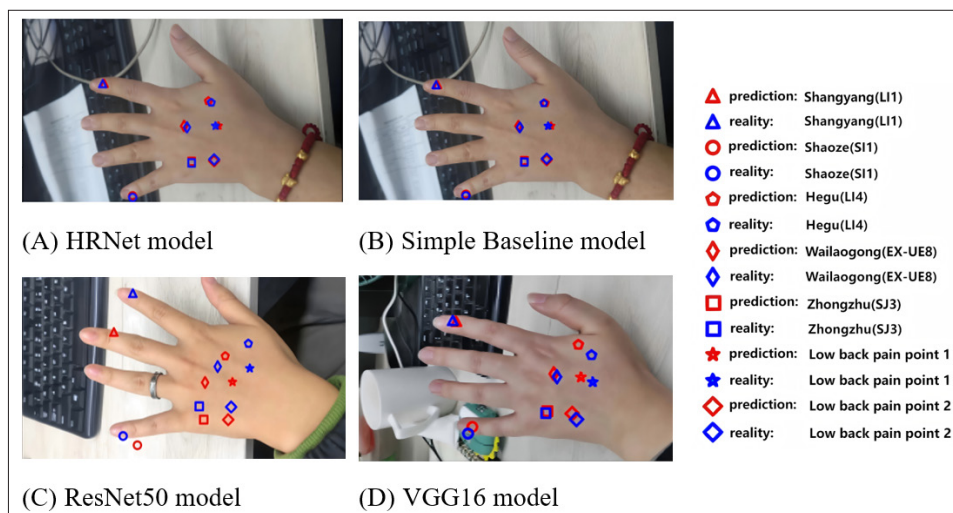 (A) HRNet model
(B) Simple Baseline model
(C) ResNet50 model
(D) VGG16 model
prediction: Shangyang(LI1)
reality: Shangyang(LI1)
prediction: Shaoze(SI1)
reality: Shaoze(SI1)
prediction: Hegu(LI4)
reality: Hegu(LI4)
prediction: Wailaogong(EX-UE8)
reality: Wailaogong(EX-UE8)
prediction: Zhongzhu(SJ3)
reality: Zhongzhu(SJ3)
prediction: Low back pain point 1
reality: Low back pain point 1
prediction: Low back pain point 2
reality: Low back pain point 2